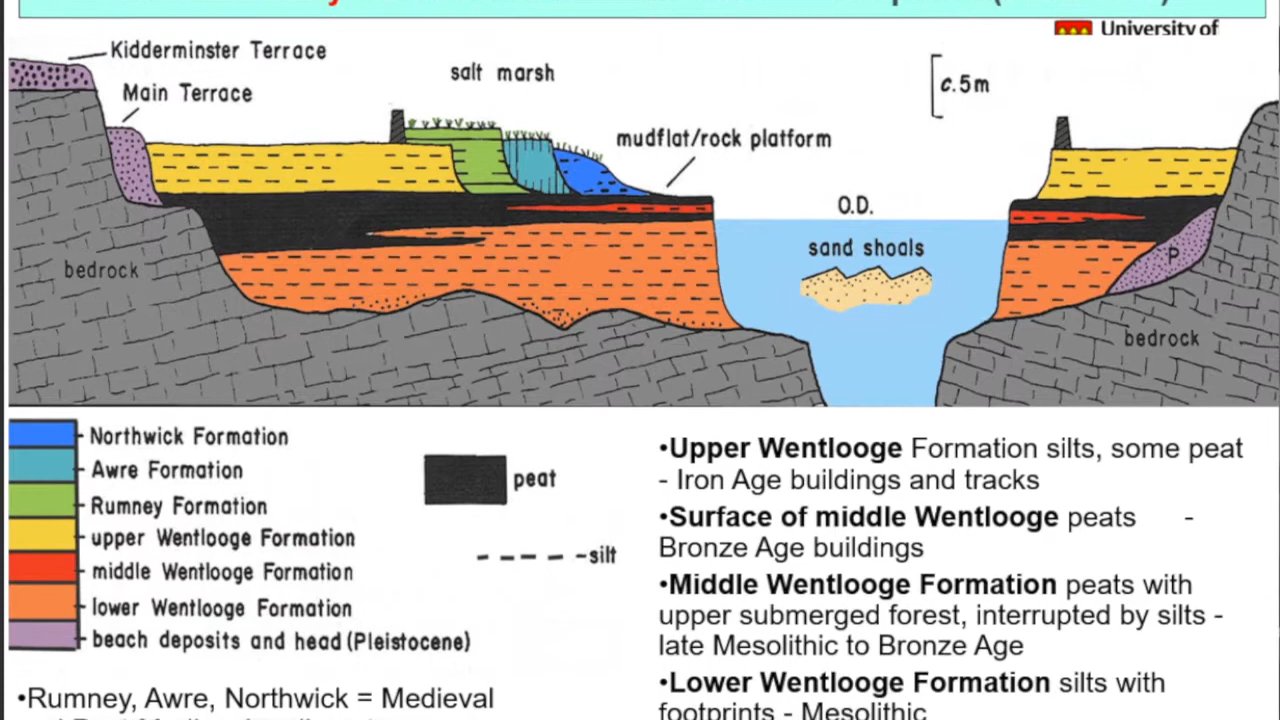 University of
Kidderminster Terrace
Main Terrace
salt marsh
c.5m
mudflat/rock platform
O.D.
sand shoals
bedrock
P
bedrock
Northwick Formation
Awre Formation
Rumney Formation
upper Wentlooge Formation
middle Wentlooge Formation
lower Wentlooge Formation
beach deposits and head (Pleistocene)
peat
silt
•Rumney, Awre, Northwick = Medieval
•Upper Wentlooge Formation silts, some peat
- Iron Age buildings and tracks
•Surface of middle Wentlooge peats -
Bronze Age buildings
•Middle Wentlooge Formation peats with
upper submerged forest, interrupted by silts -
late Mesolithic to Bronze Age
•Lower Wentlooge Formation silts with
footprints - Mesolithic